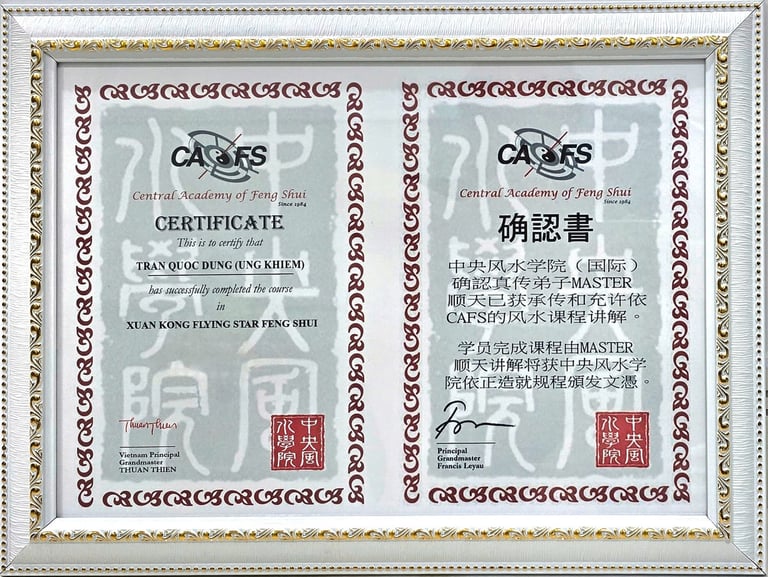 CAFS
Central Academy of Feng Shui
Since 1984
CERTIFICATE
This is to certify that
TRAN QUOC DUNG (UNG KHIEM)
has successfully completed the course
in
XUAN KONG FLYING STAR FENG SHUI
ThuanThien
Vietnam Principal
Grandmaster
THUAN THIEN
中央風
水學院
CAFS
Central Academy of Feng Shui
Since 1984
确認書
中央风水学院（国际）
确認真传弟子MASTER
顺天已获承传和充许依
CAFS的风水课程讲解。
学员完成课程由MASTER
顺天讲解将获中央风水学
院依正造就规程颁发文憑。
Principal
Grandmaster
Francis Leyau
中央風
水學院